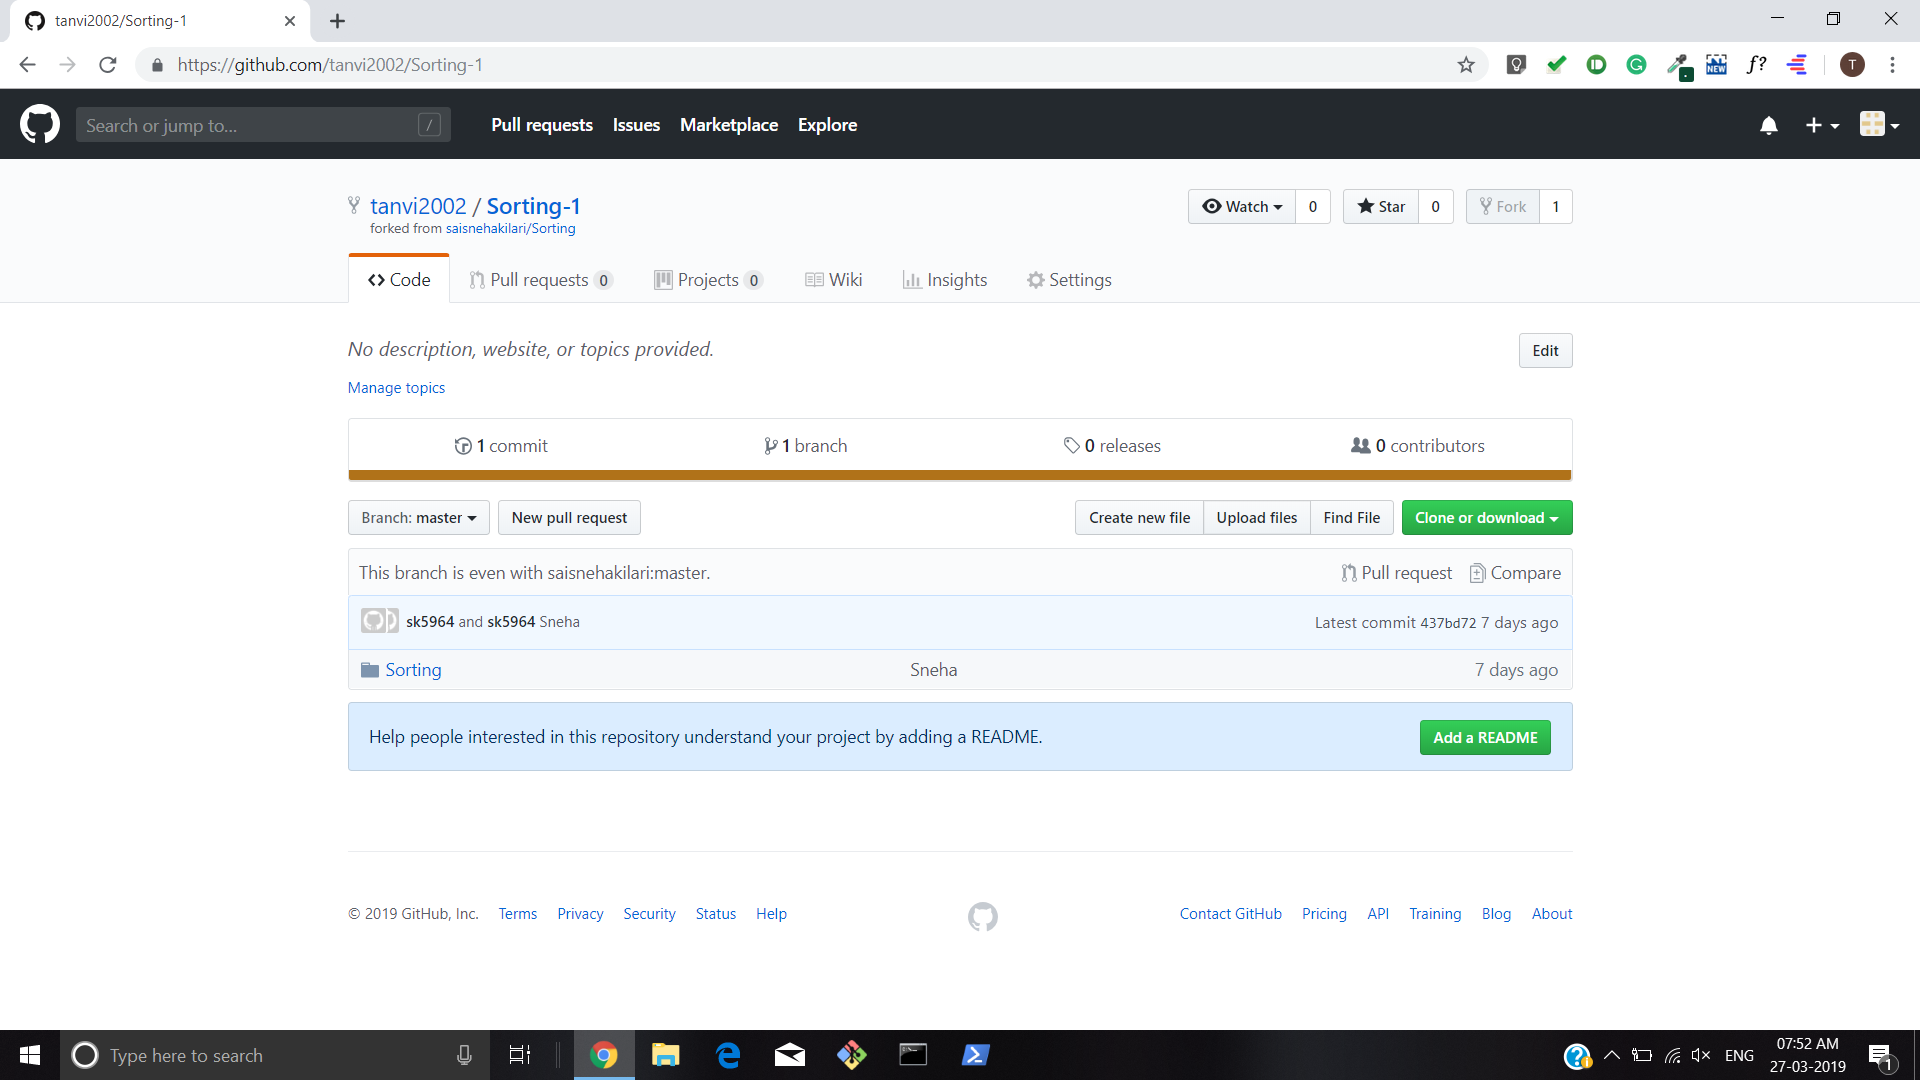 tanvi2002/Sorting-1
https://github.com/tanvi2002/Sorting-1
NEW
f?
T
Search or jump to...
/
Pull requests Issues Marketplace Explore
tanvi2002 / Sorting-1
forked from saisnehakilari/Sorting
Watch 0 Star 0 Fork 1
Code Pull requests 0 Projects 0 Wiki Insights Settings
No description, website, or topics provided.
Edit
Manage topics
1 commit 1 branch 0 releases 0 contributors
Branch: master New pull request Create new file Upload files Find File Clone or download
This branch is even with saisnehakilari:master. Pull request Compare
sk5964 and sk5964 Sneha Latest commit 437bd72 7 days ago
Sorting Sneha 7 days ago
Help people interested in this repository understand your project by adding a README. Add a README
© 2019 GitHub, Inc. Terms Privacy Security Status Help Contact GitHub Pricing API Training Blog About
Type here to search
ENG
07:52 AM
27-03-2019
1